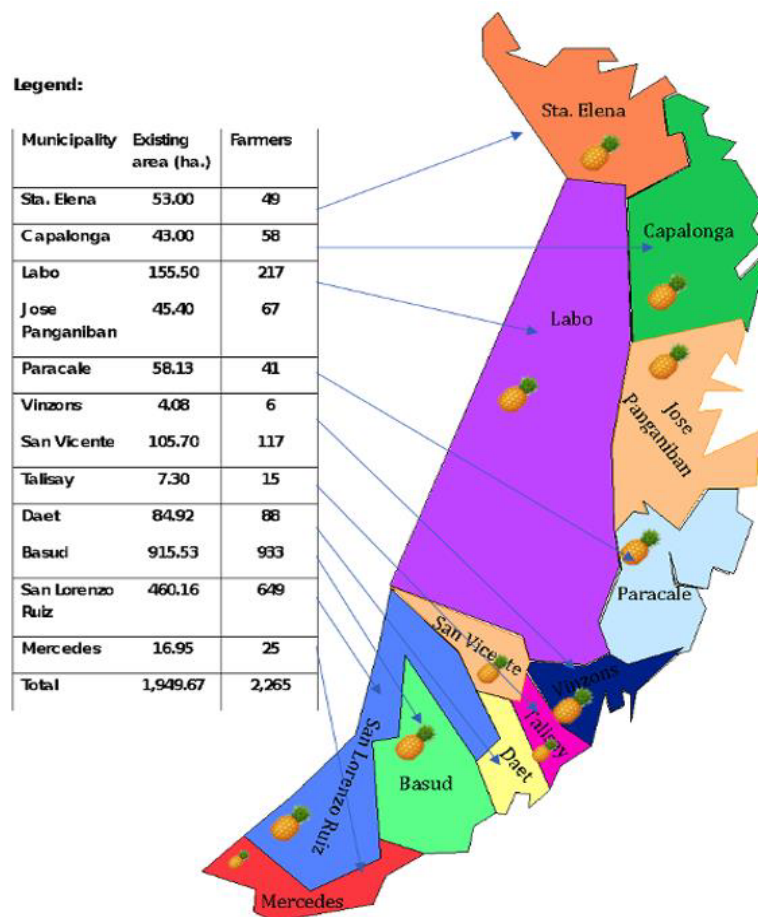 Legend:
Municipality Existing Farmers
area (ha.)
Sta. Elena 53.00 49
Capalonga 43.00 58
Labo 155.50 217
Jose 45.40 67
Panganiban
Paracale 58.13 41
Vinzons 4.08 6
San Vicente 105.70 117
Talisay 7.30 15
Daet 84.92 88
Basud 915.53 933
San Lorenzo 460.16 649
Ruiz
Mercedes 16.95 25
Total 1,949.67 2,265
Sta. Elena
Capalonga
Labo
Jose
Panganiban
Paracale
San Vicente
Vinzons
Talisay
Daet
Basud
San Lorenzo Ruiz
Mercedes